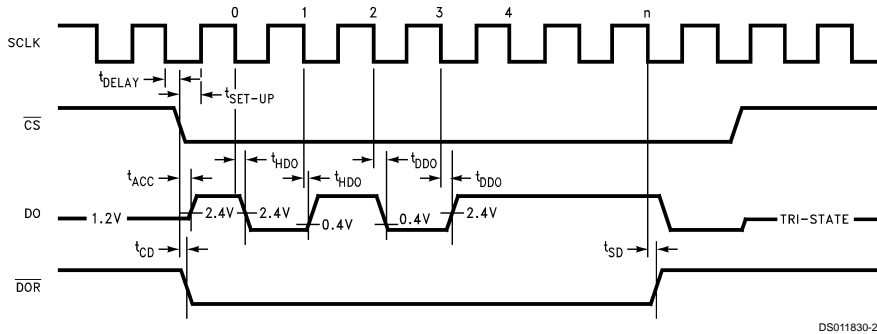 0 1 2 3 4 n
SCLK
tDELAY
tSET-UP
CS
tHDO tHDO tDDO tDDO
tACC
DO 1.2V 2.4V 2.4V 0.4V 0.4V 2.4V TRI-STATE
tCD tSD
DOR
DS011830-2